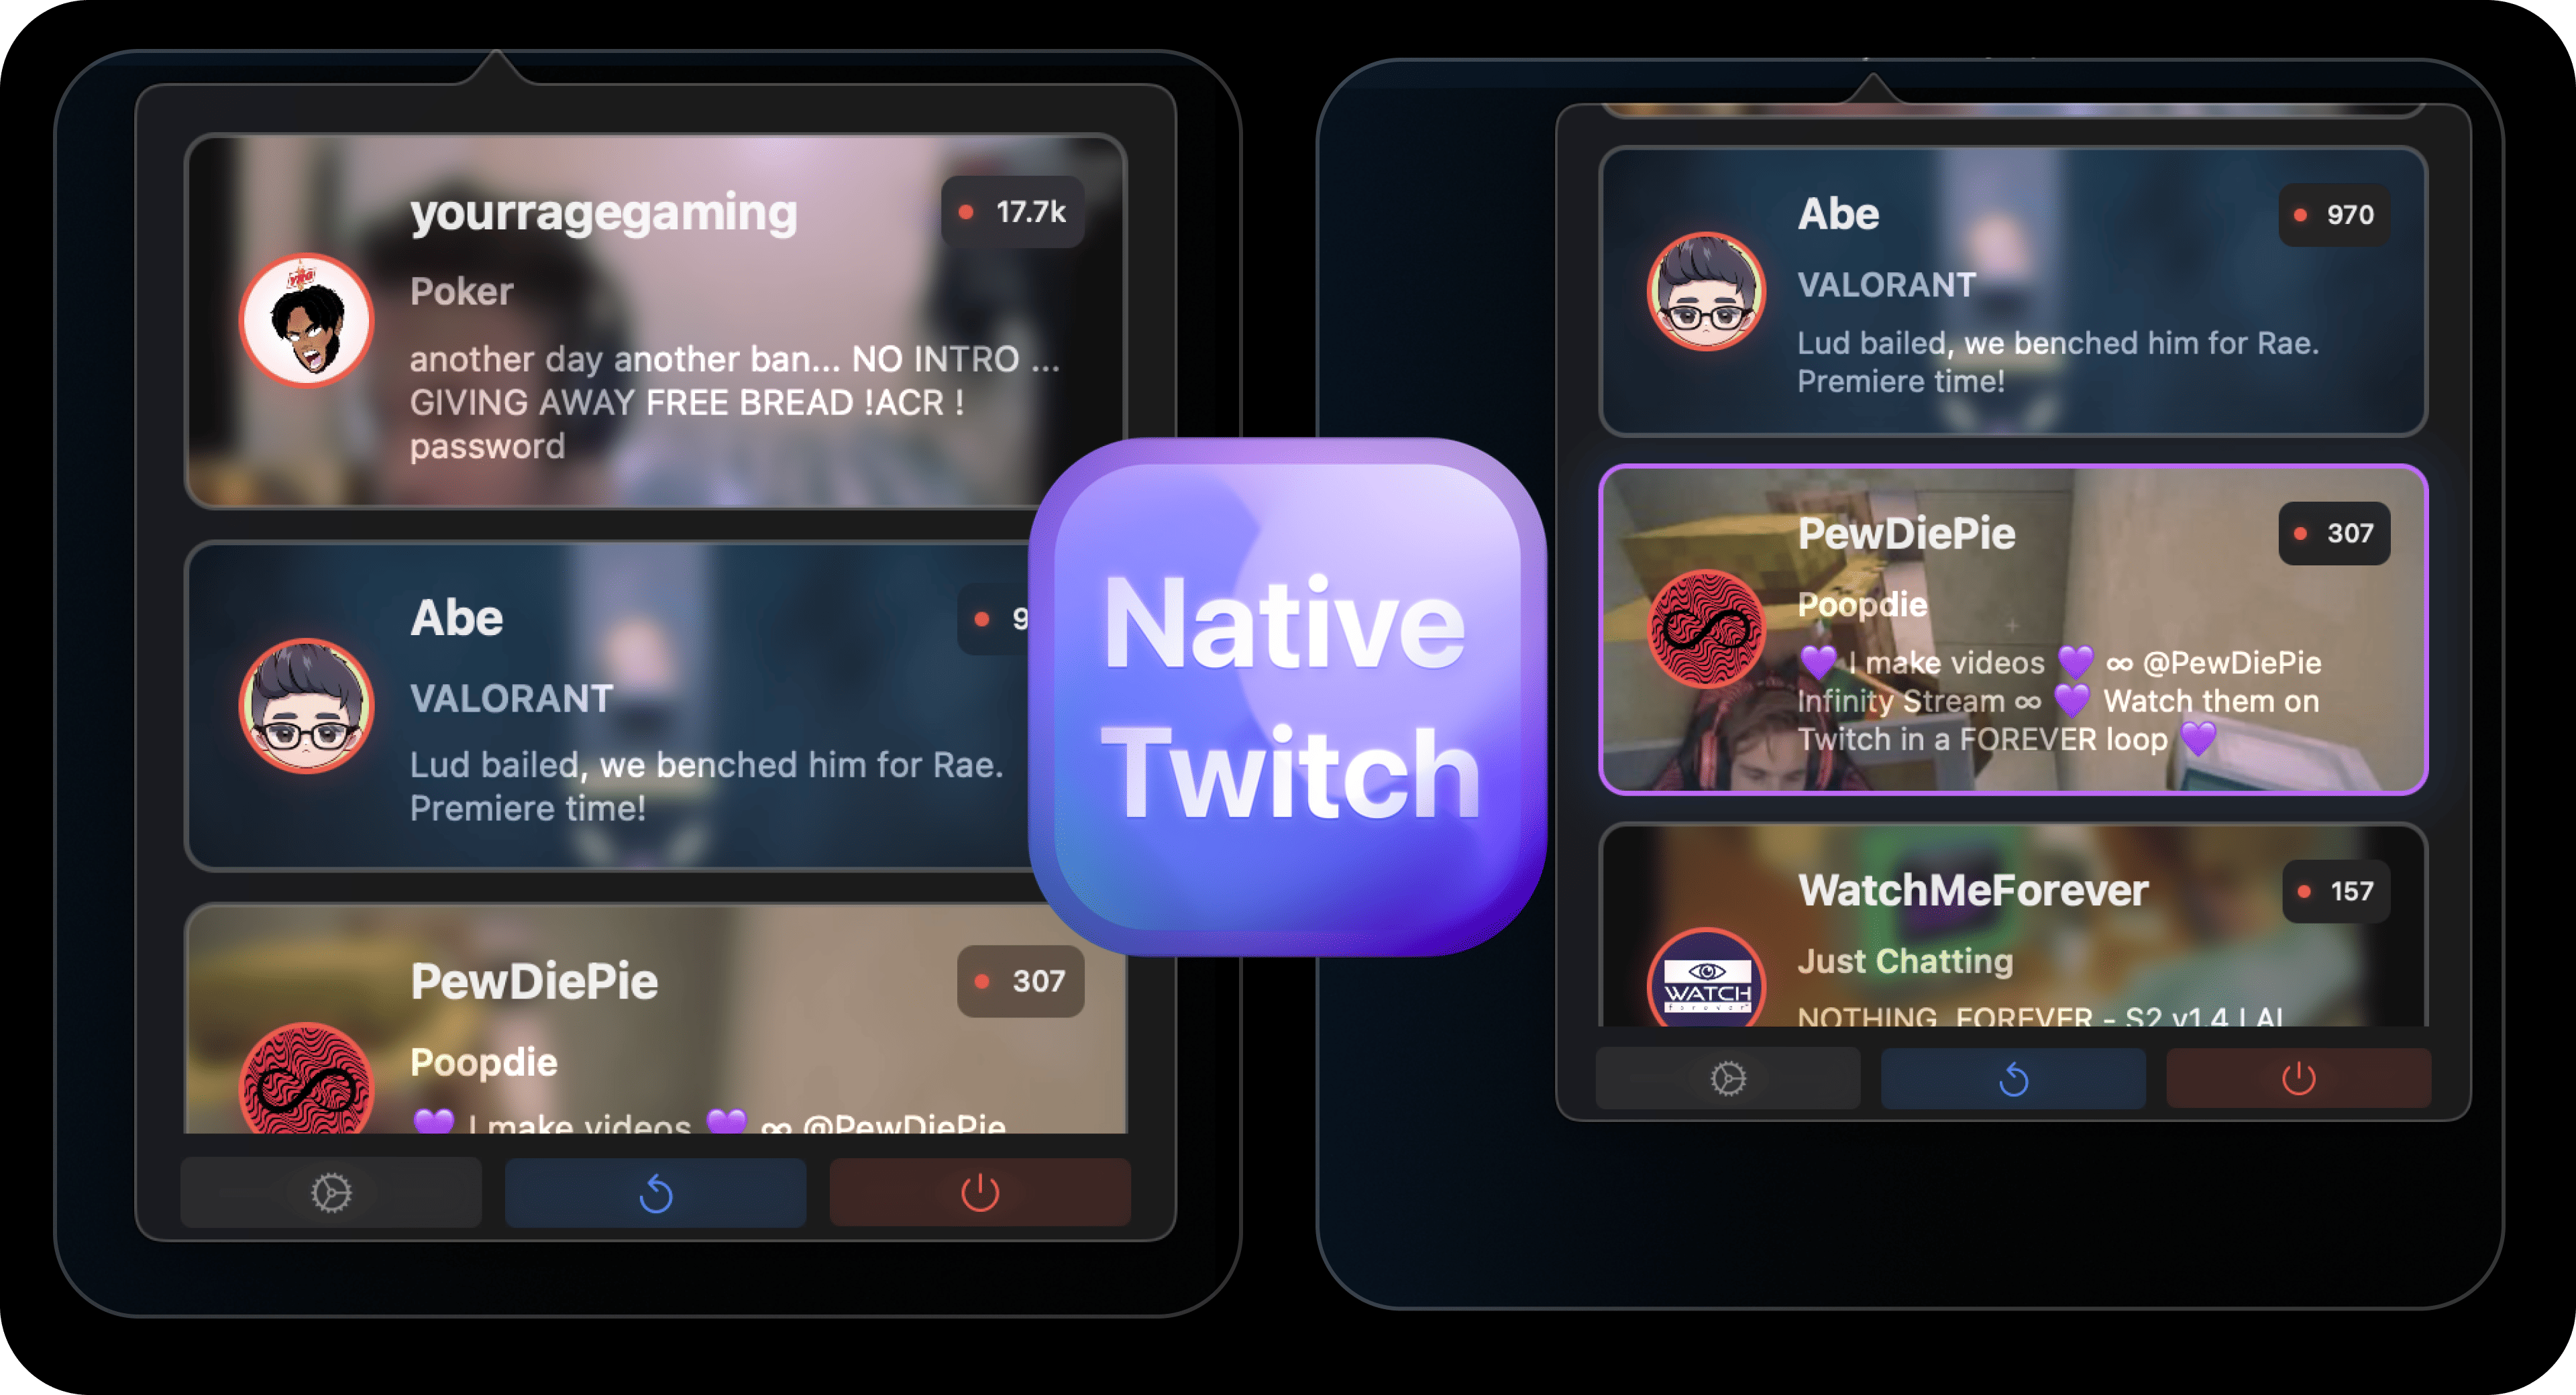 yourragegaming
17.7k
Poker
another day another ban... NO INTRO ...
GIVING AWAY FREE BREAD !ACR !
password
Abe
9
VALORANT
Lud bailed, we benched him for Rae.
Premiere time!
PewDiePie
307
Poopdie
💜 I make videos 💜 ∞ @PewDiePie
Native
Twitch
Abe
970
VALORANT
Lud bailed, we benched him for Rae.
Premiere time!
PewDiePie
307
Poopdie
💜 I make videos 💜 ∞ @PewDiePie
Infinity Stream ∞ 💜 Watch them on
Twitch in a FOREVER loop 💜
WatchMeForever
157
WATCH
forever
Just Chatting
NOTHING, FOREVER - S2 v1.4 | AI